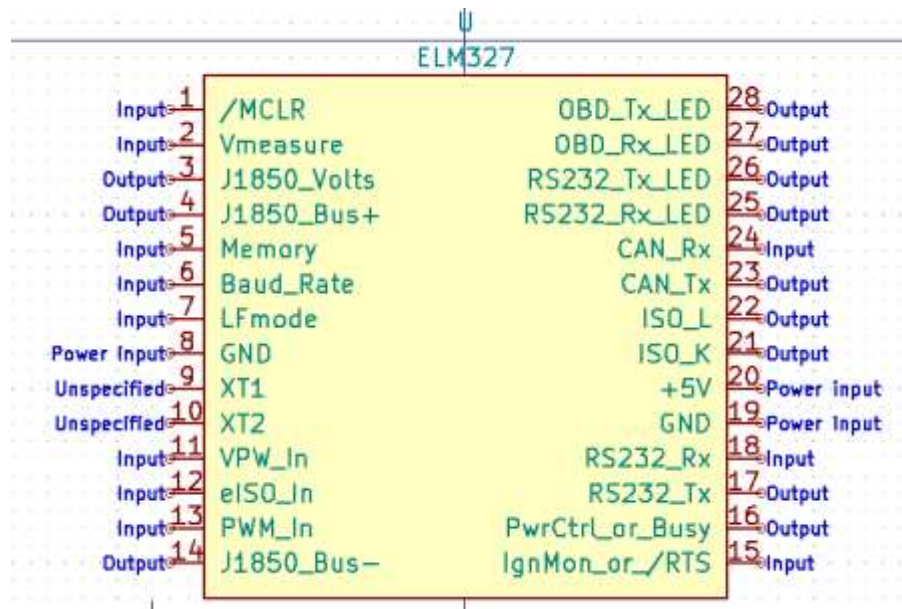 U
ELM327
Input 1 /MCLR OBD_Tx_LED 28 Output
Input 2 Vmeasure OBD_Rx_LED 27 Output
Output 3 J1850_Volts RS232_Tx_LED 26 Output
Output 4 J1850_Bus+ RS232_Rx_LED 25 Output
Input 5 Memory CAN_Rx 24 Input
Input 6 Baud_Rate CAN_Tx 23 Output
Input 7 LFmode ISO_L 22 Output
Power Input 8 GND ISO_K 21 Output
Unspecified 9 XT1 +5V 20 Power input
Unspecified 10 XT2 GND 19 Power Input
Input 11 VPW_In RS232_Rx 18 Input
Input 12 eISO_In RS232_Tx 17 Output
Input 13 PWM_In PwrCtrl_or_Busy 16 Output
Output 14 J1850_Bus− IgnMon_or_/RTS 15 Input